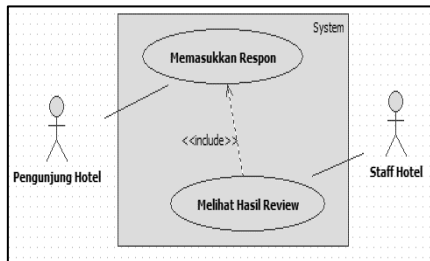 System
Memasukkan Respon
<<include>>
Pengunjung Hotel
Staff Hotel
Melihat Hasil Review